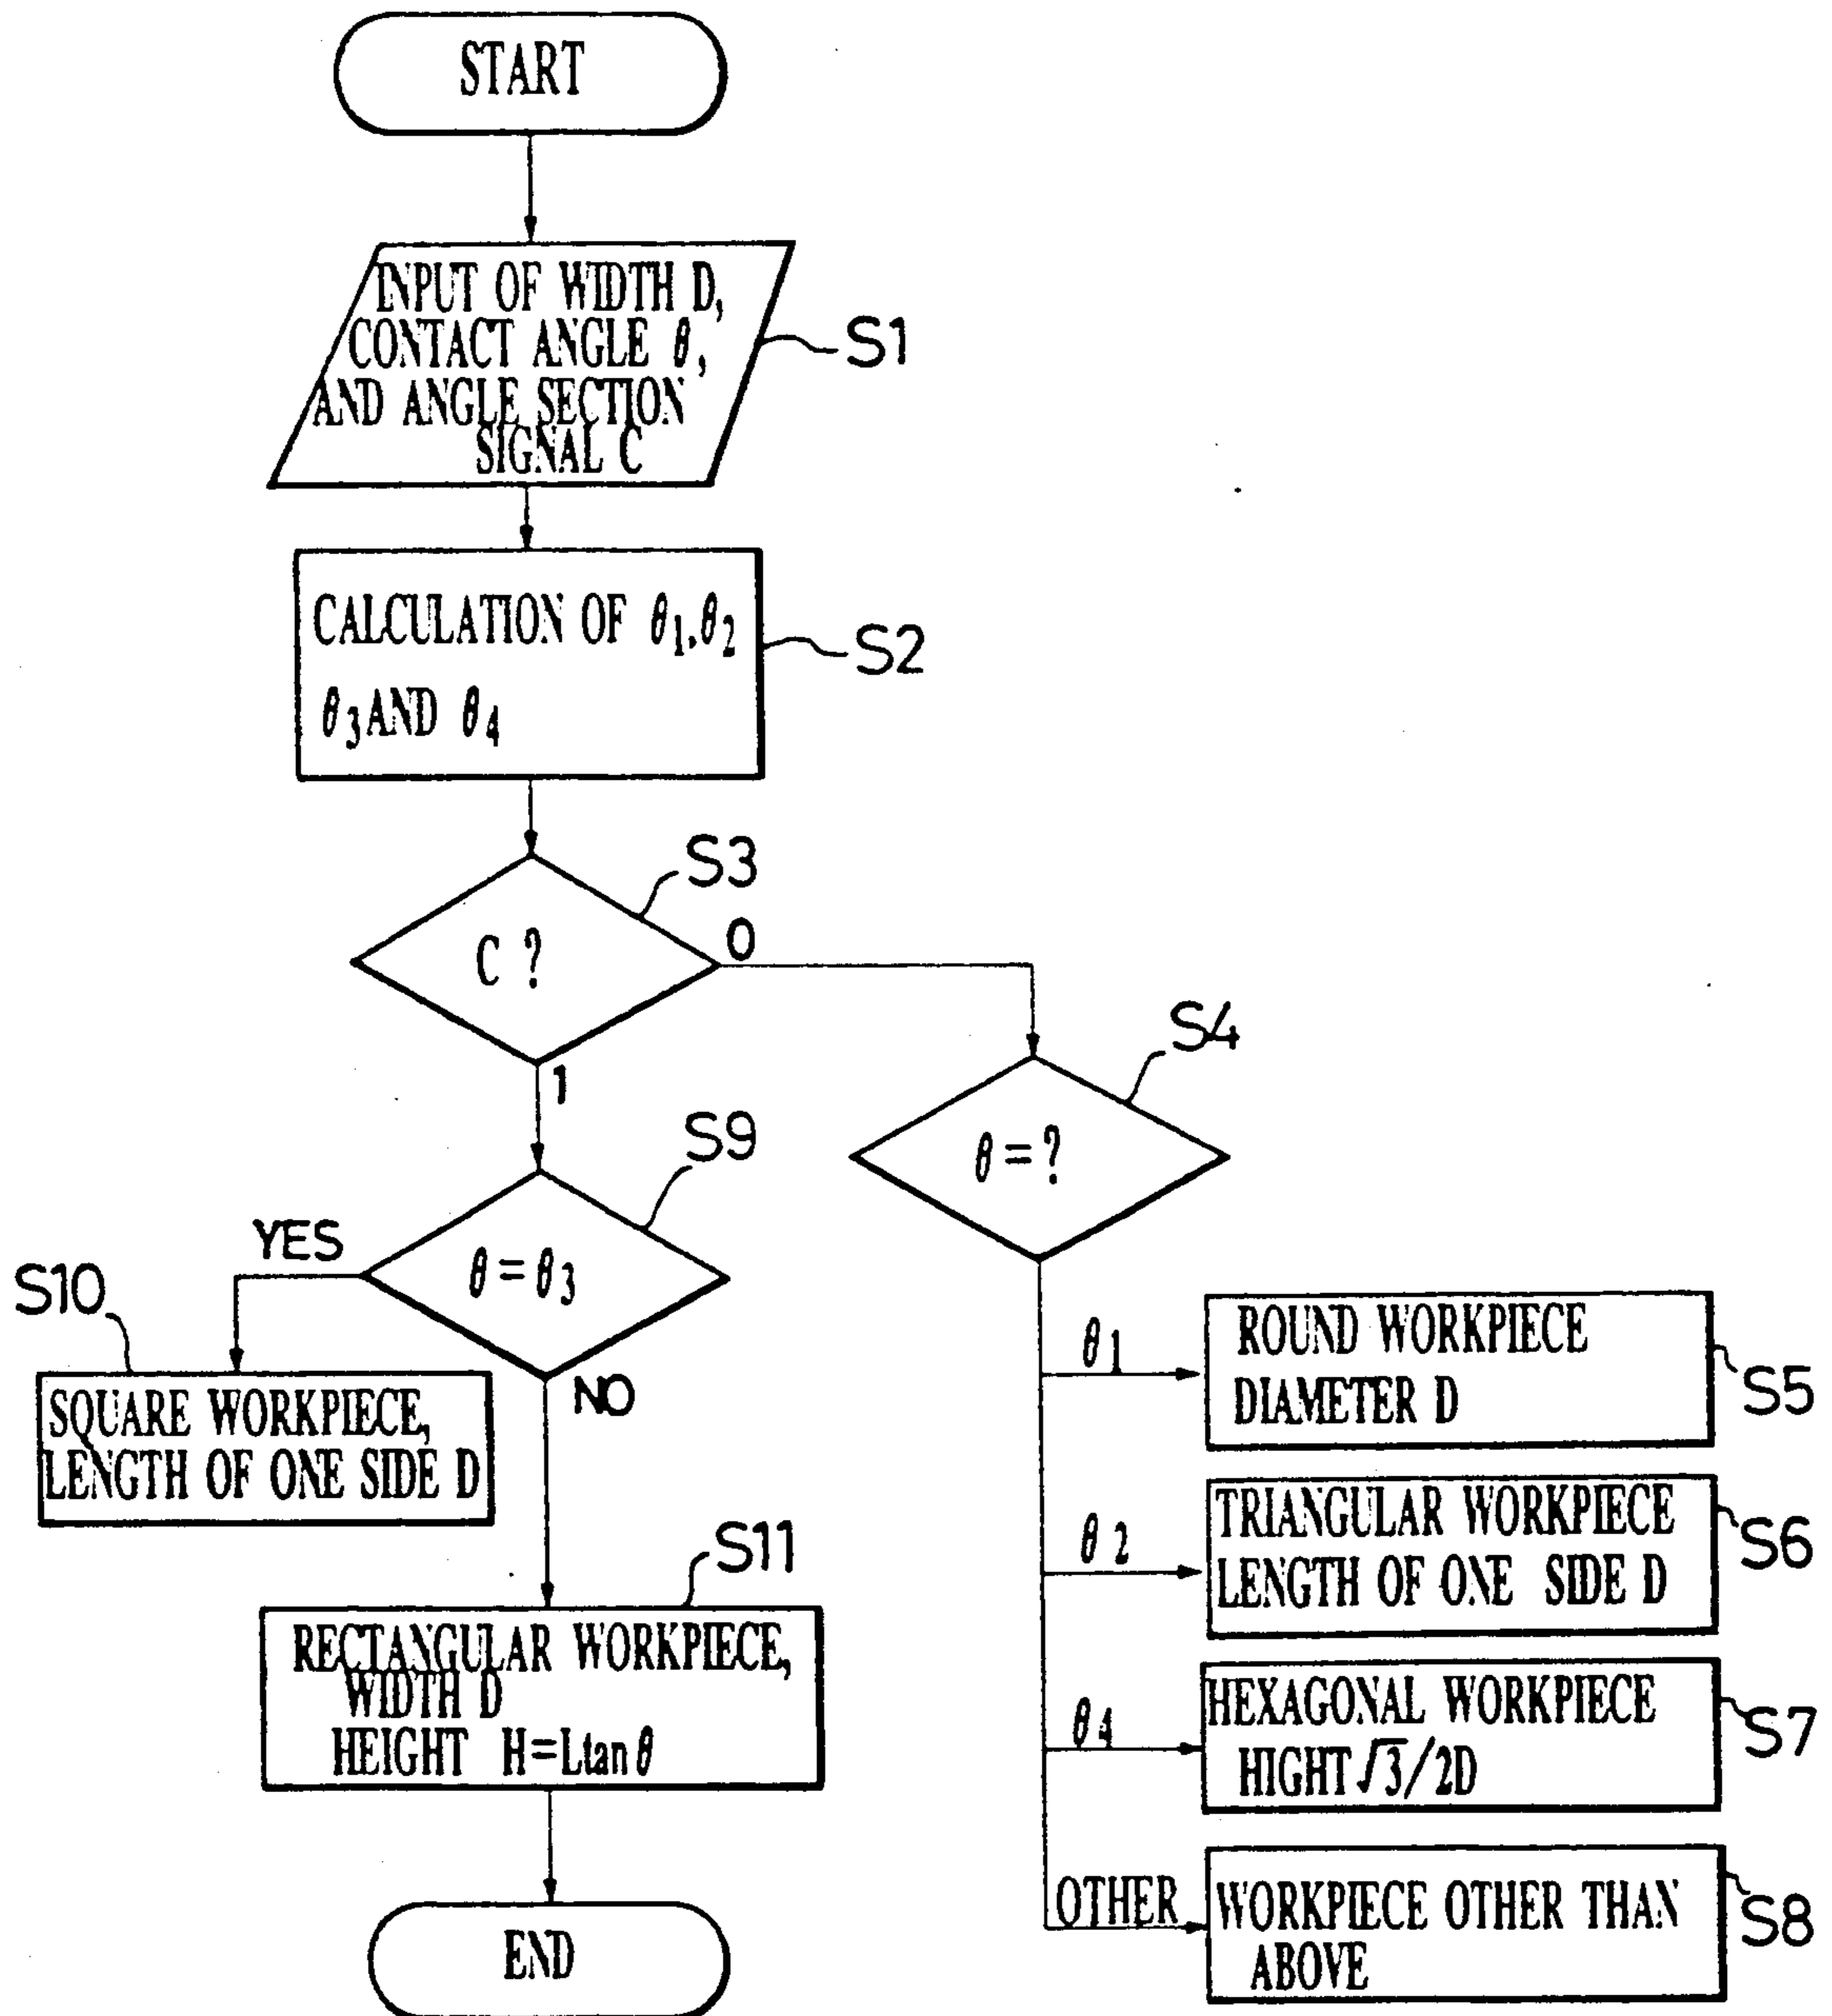 START
INPUT OF WIDTH D,
CONTACT ANGLE θ,
AND ANGLE SECTION
SIGNAL C
S1
CALCULATION OF θ1,θ2
θ3 AND θ4
S2
C ?
S3
0
1
θ = ?
S4
θ = θ3
S9
YES
NO
S10
SQUARE WORKPIECE,
LENGTH OF ONE SIDE D
θ1
ROUND WORKPIECE
DIAMETER D
S5
θ2
TRIANGULAR WORKPIECE
LENGTH OF ONE SIDE D
S6
θ4
HEXAGONAL WORKPIECE
HIGHT √3/2D
S7
OTHER
WORKPIECE OTHER THAN
ABOVE
S8
S11
RECTANGULAR WORKPIECE,
WIDTH D
HEIGHT H=Ltanθ
END